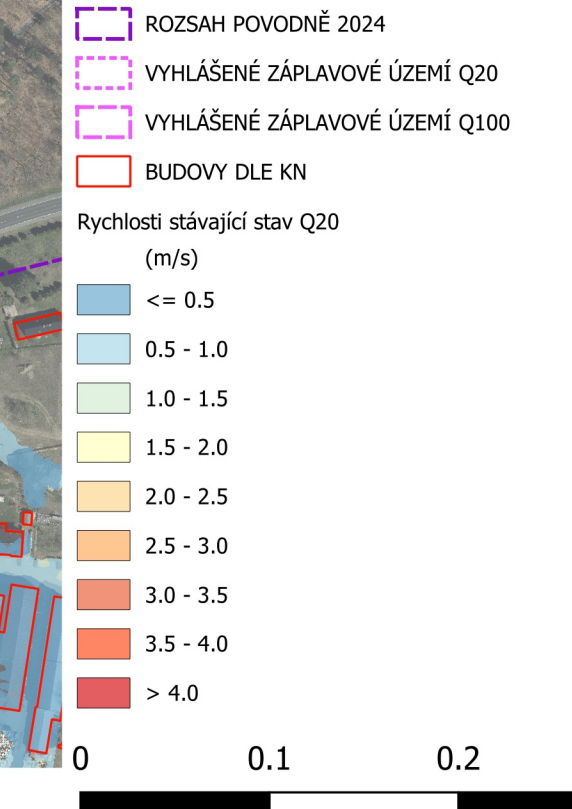 ROZSAH POVODNĚ 2024
VYHLÁŠENÉ ZÁPLAVOVÉ ÚZEMÍ Q20
VYHLÁŠENÉ ZÁPLAVOVÉ ÚZEMÍ Q100
BUDOVY DLE KN
Rychlosti stávající stav Q20
(m/s)
<= 0.5
0.5 - 1.0
1.0 - 1.5
1.5 - 2.0
2.0 - 2.5
2.5 - 3.0
3.0 - 3.5
3.5 - 4.0
> 4.0
0 0.1 0.2